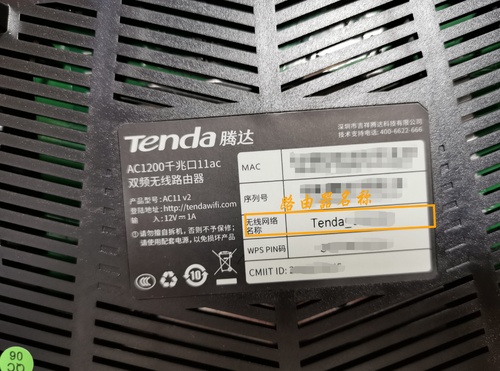 Tenda 腾达
AC1200千兆口11ac
双频无线路由器
产品型号: AC11 v2
登陆地址: http://tendawifi.com
输 入: 12V⎓1A
请勿擅自拆机,否则不予保修;
请使用配套电源,以免损坏产品
10
深圳市吉祥腾达科技有限公司
技术支持电话: 400-6622-666
MAC
序列号
路由器名称
无线网络名称
Tenda_
WPS PIN码
CMIIT ID:
QC
06